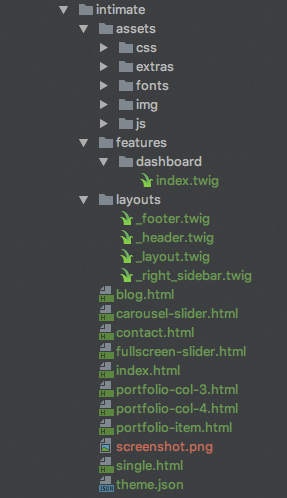 intimate
assets
css
extras
fonts
img
js
features
dashboard
index.twig
layouts
_footer.twig
_header.twig
_layout.twig
_right_sidebar.twig
blog.html
carousel-slider.html
contact.html
fullscreen-slider.html
index.html
portfolio-col-3.html
portfolio-col-4.html
portfolio-item.html
screenshot.png
single.html
theme.json